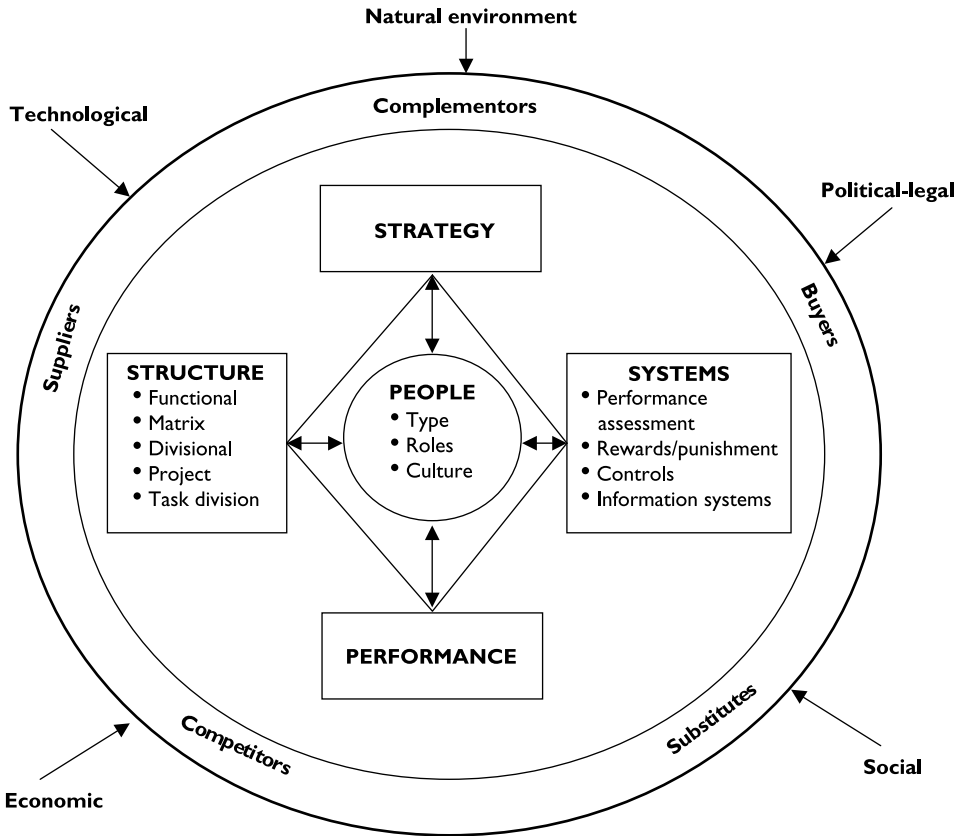 Natural environment
Complementors
Technological
Political-legal
STRATEGY
Suppliers
Buyers
STRUCTURE
• Functional
• Matrix
• Divisional
• Project
• Task division
PEOPLE
• Type
• Roles
• Culture
SYSTEMS
• Performance
assessment
• Rewards/punishment
• Controls
• Information systems
PERFORMANCE
Competitors
Substitutes
Economic
Social